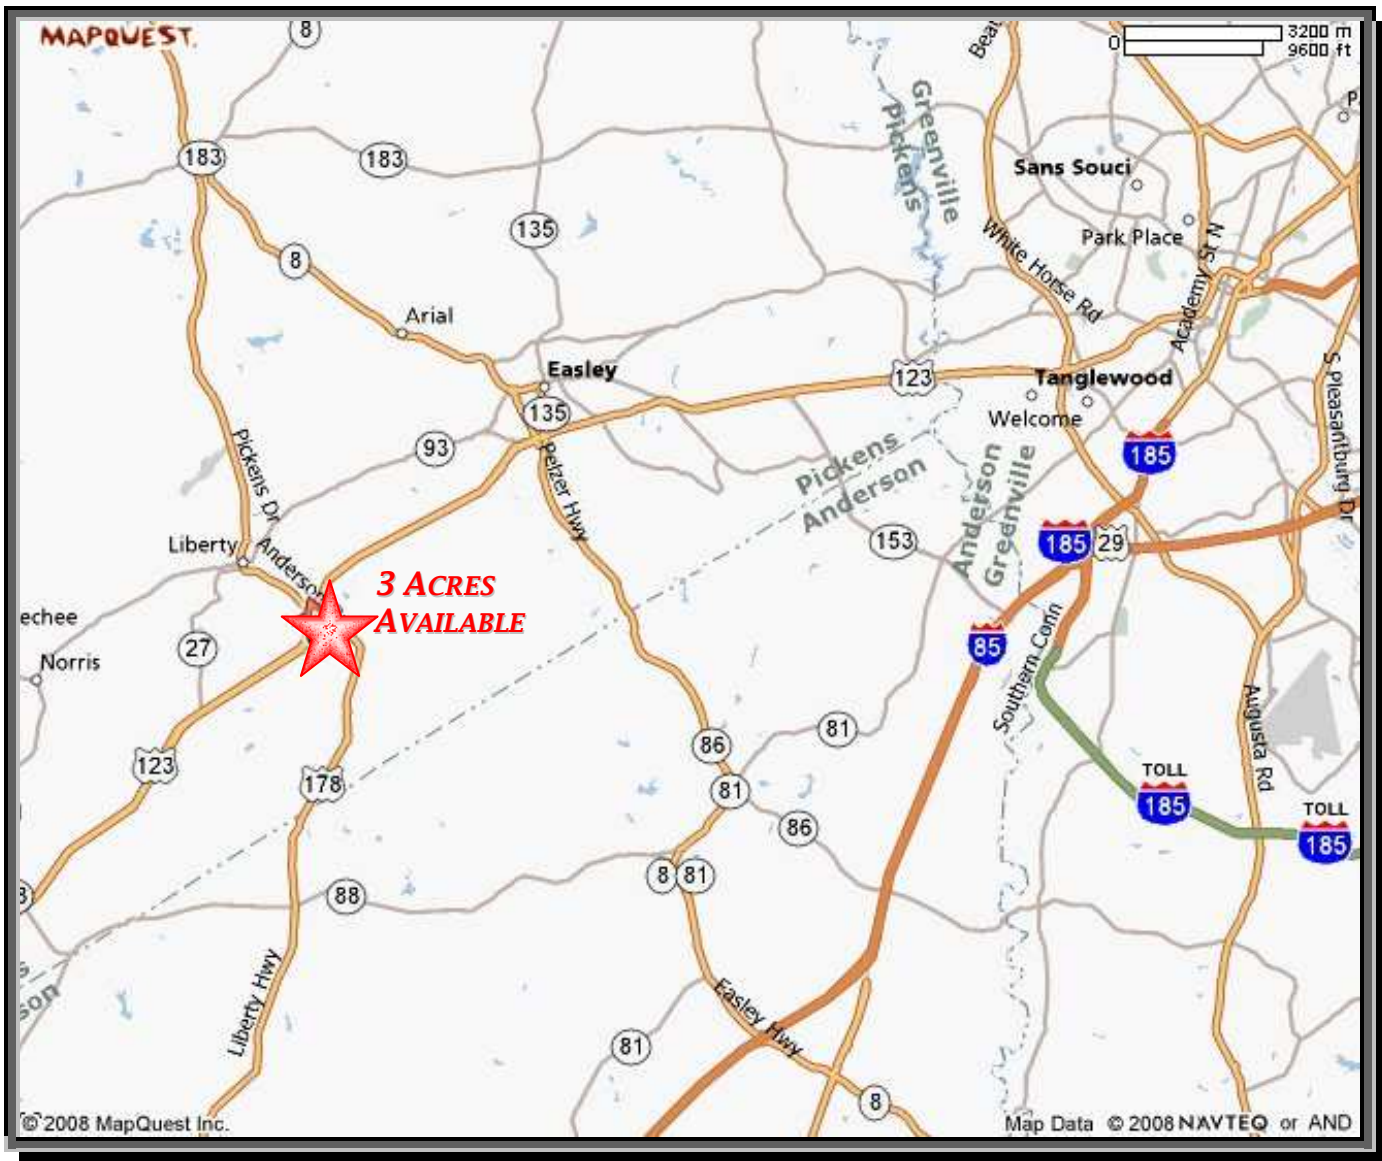 MAPQUEST.
8
3200 m
0
9600 ft
Greenville
Pickens
P
183
183
Sans Souci
135
Park Place
White Horse Rd
Academy St N
8
Arial
Easley
123
Tanglewood
Welcome
S Pleasantburg Dr
135
93
Pelzer Hwy
Pickens
Anderson
185
Pickens Dr
Anderson
Greenville
Liberty
Anderson
153
185
29
3 ACRES
AVAILABLE
echee
27
Norris
85
Southern Conn
86
81
Augusta Rd
123
178
81
TOLL
185
TOLL
185
86
8
81
88
Liberty Hwy
Easley Hwy
81
8
son
© 2008 MapQuest Inc.
Map Data © 2008 NAVTEQ or AND